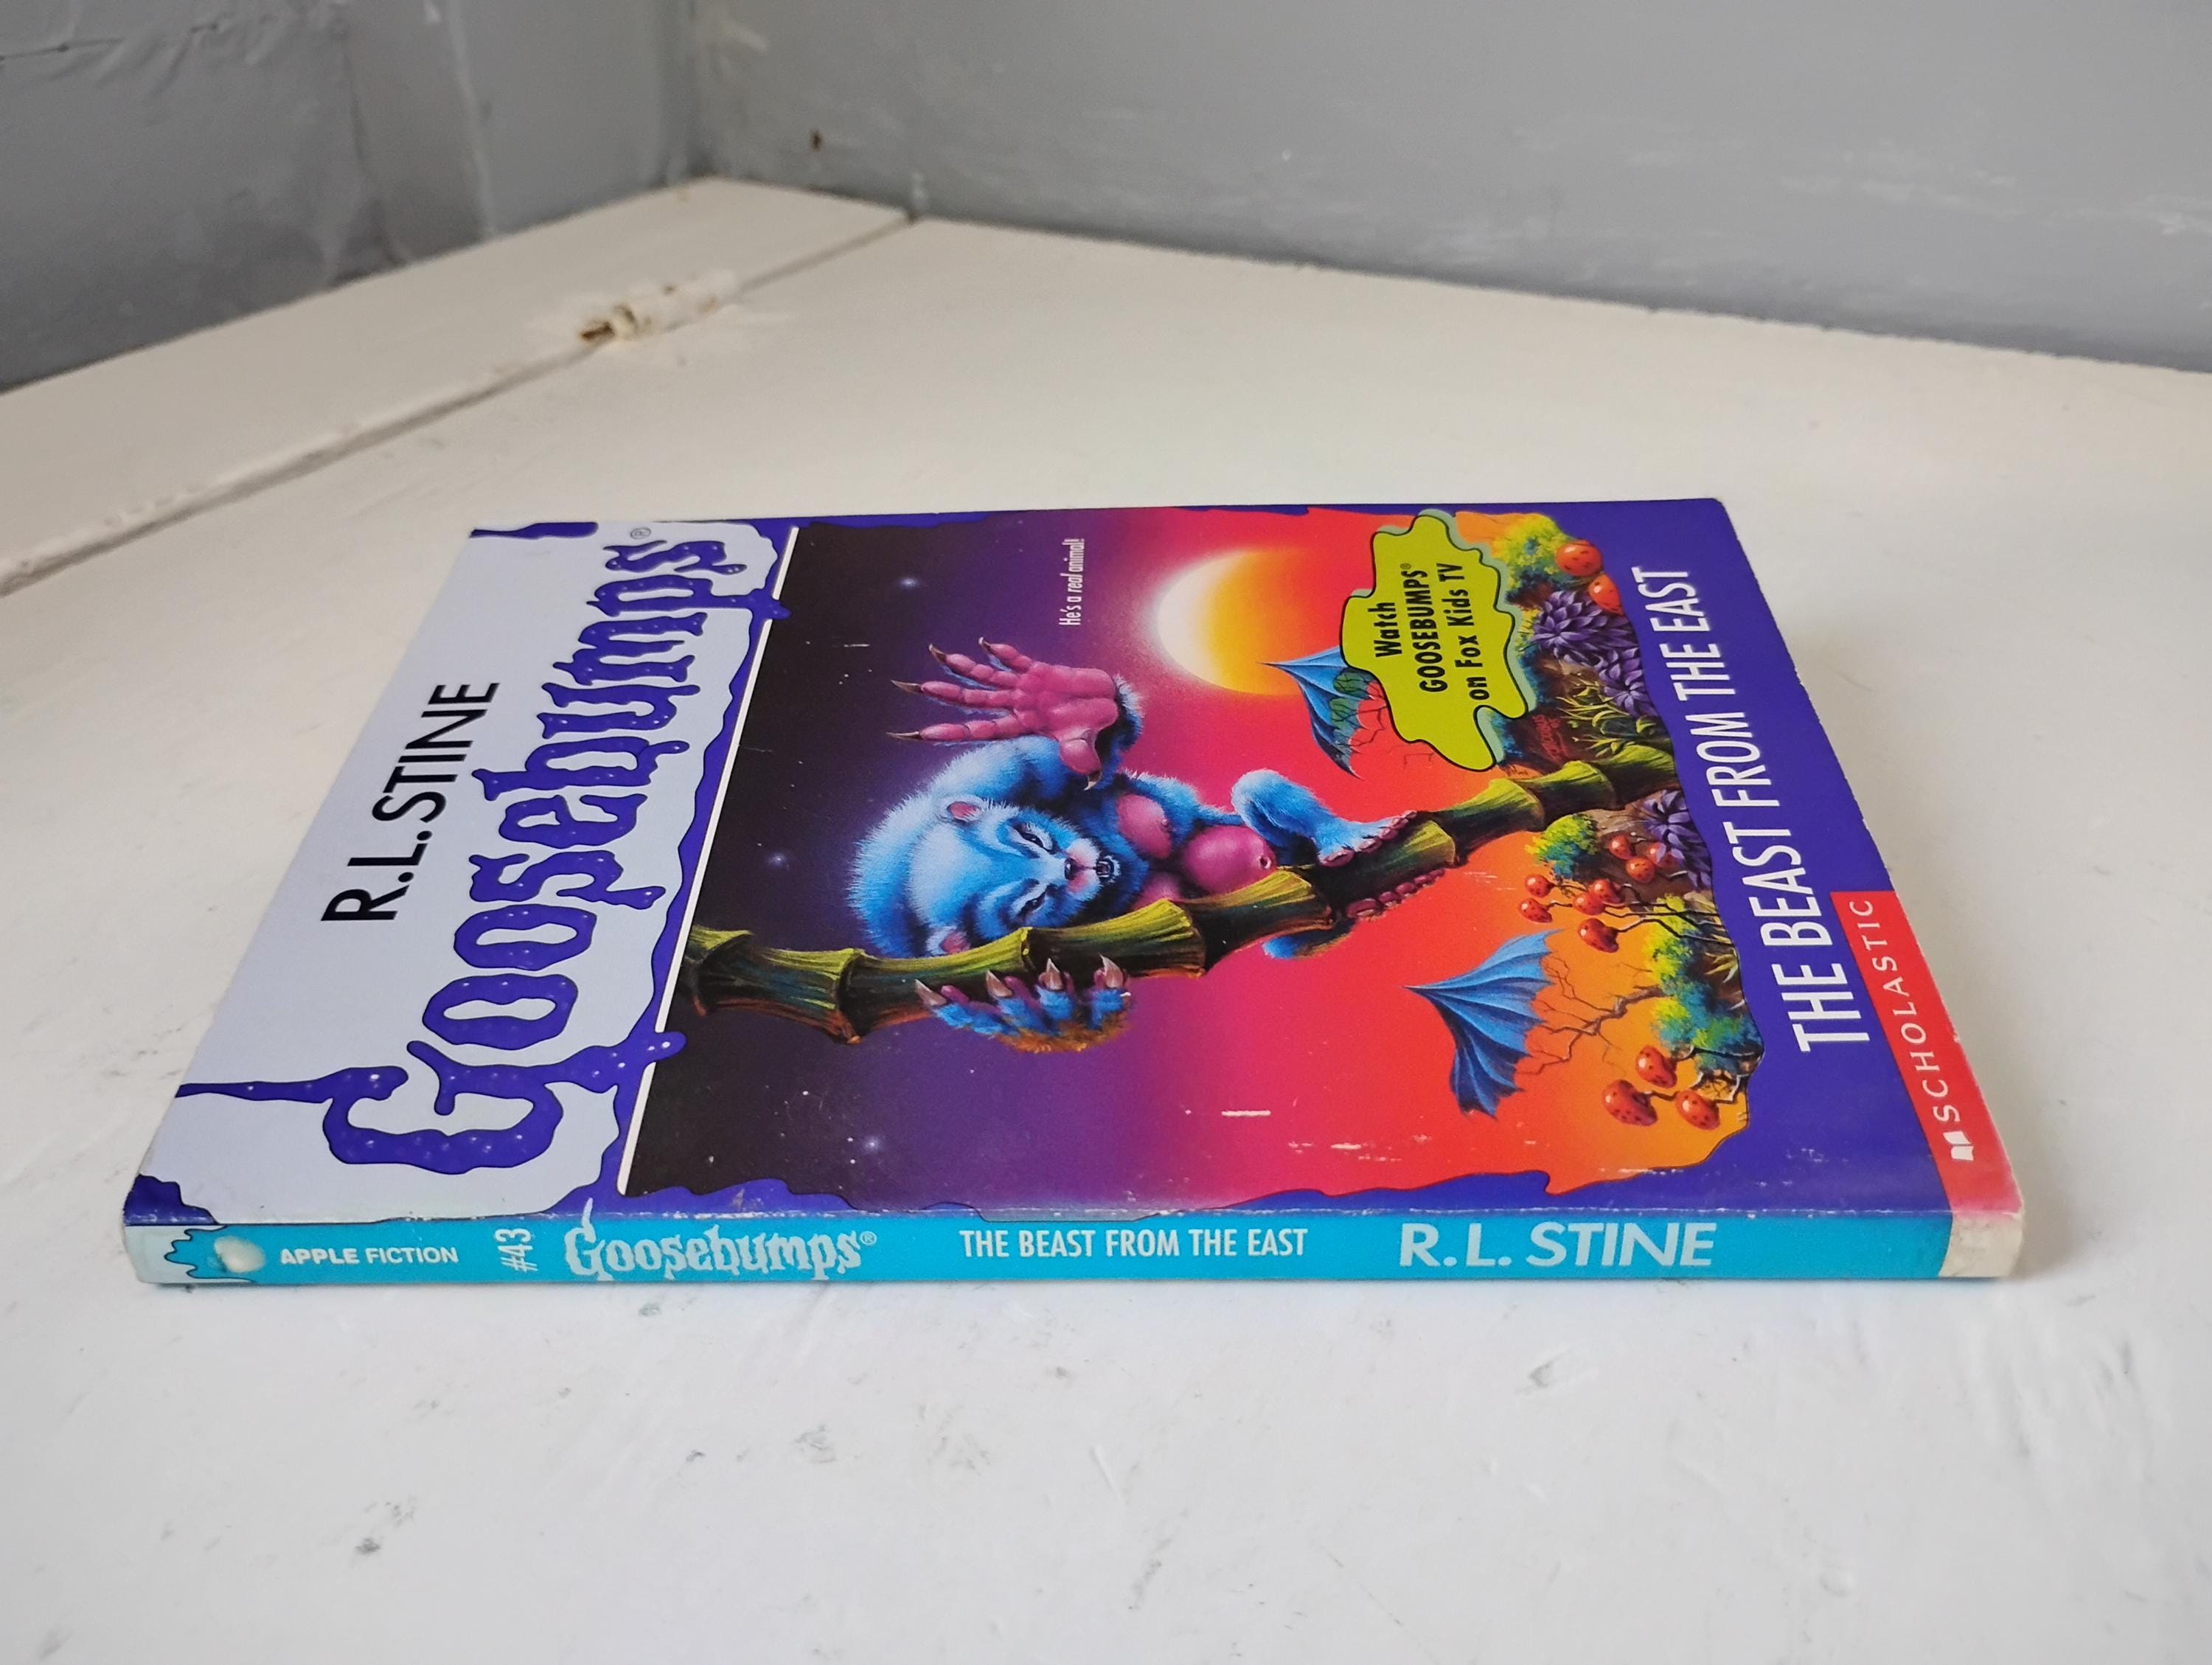 R.L. STINE
Goosebumps®
He's a real animal!
Watch
GOOSEBUMPS®
on Fox Kids TV
THE BEAST FROM THE EAST
SCHOLASTIC
APPLE FICTION
#43
Goosebumps®
THE BEAST FROM THE EAST
R.L. STINE